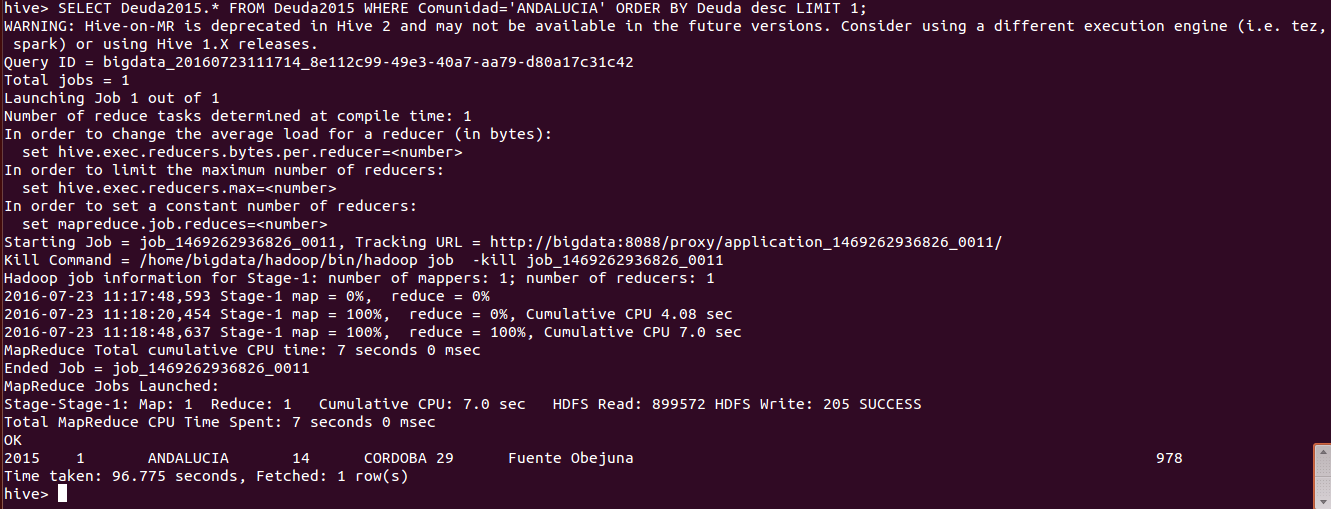 hive> SELECT Deuda2015.* FROM Deuda2015 WHERE Comunidad='ANDALUCIA' ORDER BY Deuda desc LIMIT 1;
WARNING: Hive-on-MR is deprecated in Hive 2 and may not be available in the future versions. Consider using a different execution engine (i.e. tez,
 spark) or using Hive 1.X releases.
Query ID = bigdata_20160723111714_8e112c99-49e3-40a7-aa79-d80a17c31c42
Total jobs = 1
Launching Job 1 out of 1
Number of reduce tasks determined at compile time: 1
In order to change the average load for a reducer (in bytes):
  set hive.exec.reducers.bytes.per.reducer=<number>
In order to limit the maximum number of reducers:
  set hive.exec.reducers.max=<number>
In order to set a constant number of reducers:
  set mapreduce.job.reduces=<number>
Starting Job = job_1469262936826_0011, Tracking URL = http://bigdata:8088/proxy/application_1469262936826_0011/
Kill Command = /home/bigdata/hadoop/bin/hadoop job  -kill job_1469262936826_0011
Hadoop job information for Stage-1: number of mappers: 1; number of reducers: 1
2016-07-23 11:17:48,593 Stage-1 map = 0%,  reduce = 0%
2016-07-23 11:18:20,454 Stage-1 map = 100%,  reduce = 0%, Cumulative CPU 4.08 sec
2016-07-23 11:18:48,637 Stage-1 map = 100%,  reduce = 100%, Cumulative CPU 7.0 sec
MapReduce Total cumulative CPU time: 7 seconds 0 msec
Ended Job = job_1469262936826_0011
MapReduce Jobs Launched:
Stage-Stage-1: Map: 1  Reduce: 1   Cumulative CPU: 7.0 sec   HDFS Read: 899572 HDFS Write: 205 SUCCESS
Total MapReduce CPU Time Spent: 7 seconds 0 msec
OK
2015    1       ANDALUCIA       14      CORDOBA 29      Fuente Obejuna                                                          978
Time taken: 96.775 seconds, Fetched: 1 row(s)
hive>